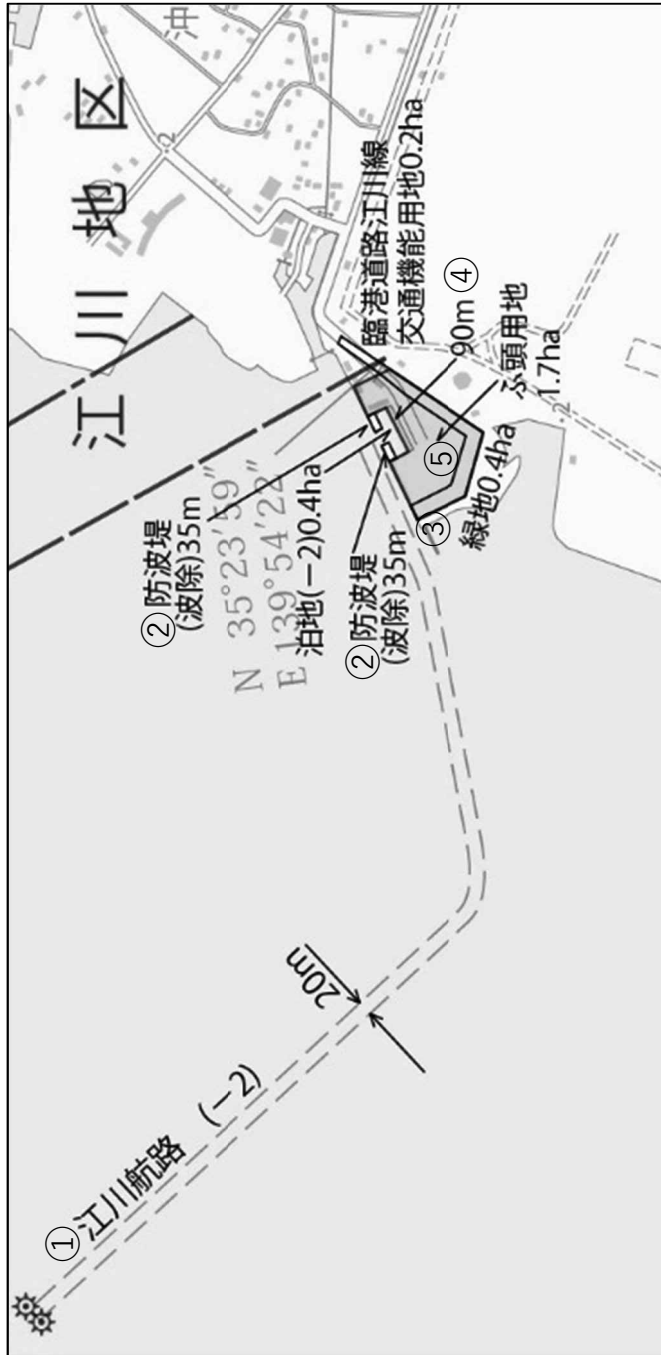 江川地区
沖
・2
臨港道路江川線
交通機能用地0.2ha
90m ④
ふ頭用地
1.7ha
⑤
緑地0.4ha
③
・2
②防波堤
(波除)35m
N 35°23′59″
E 139°54′22″
泊地(−2)0.4ha
②防波堤
(波除)35m
20m
①江川航路 (−2)